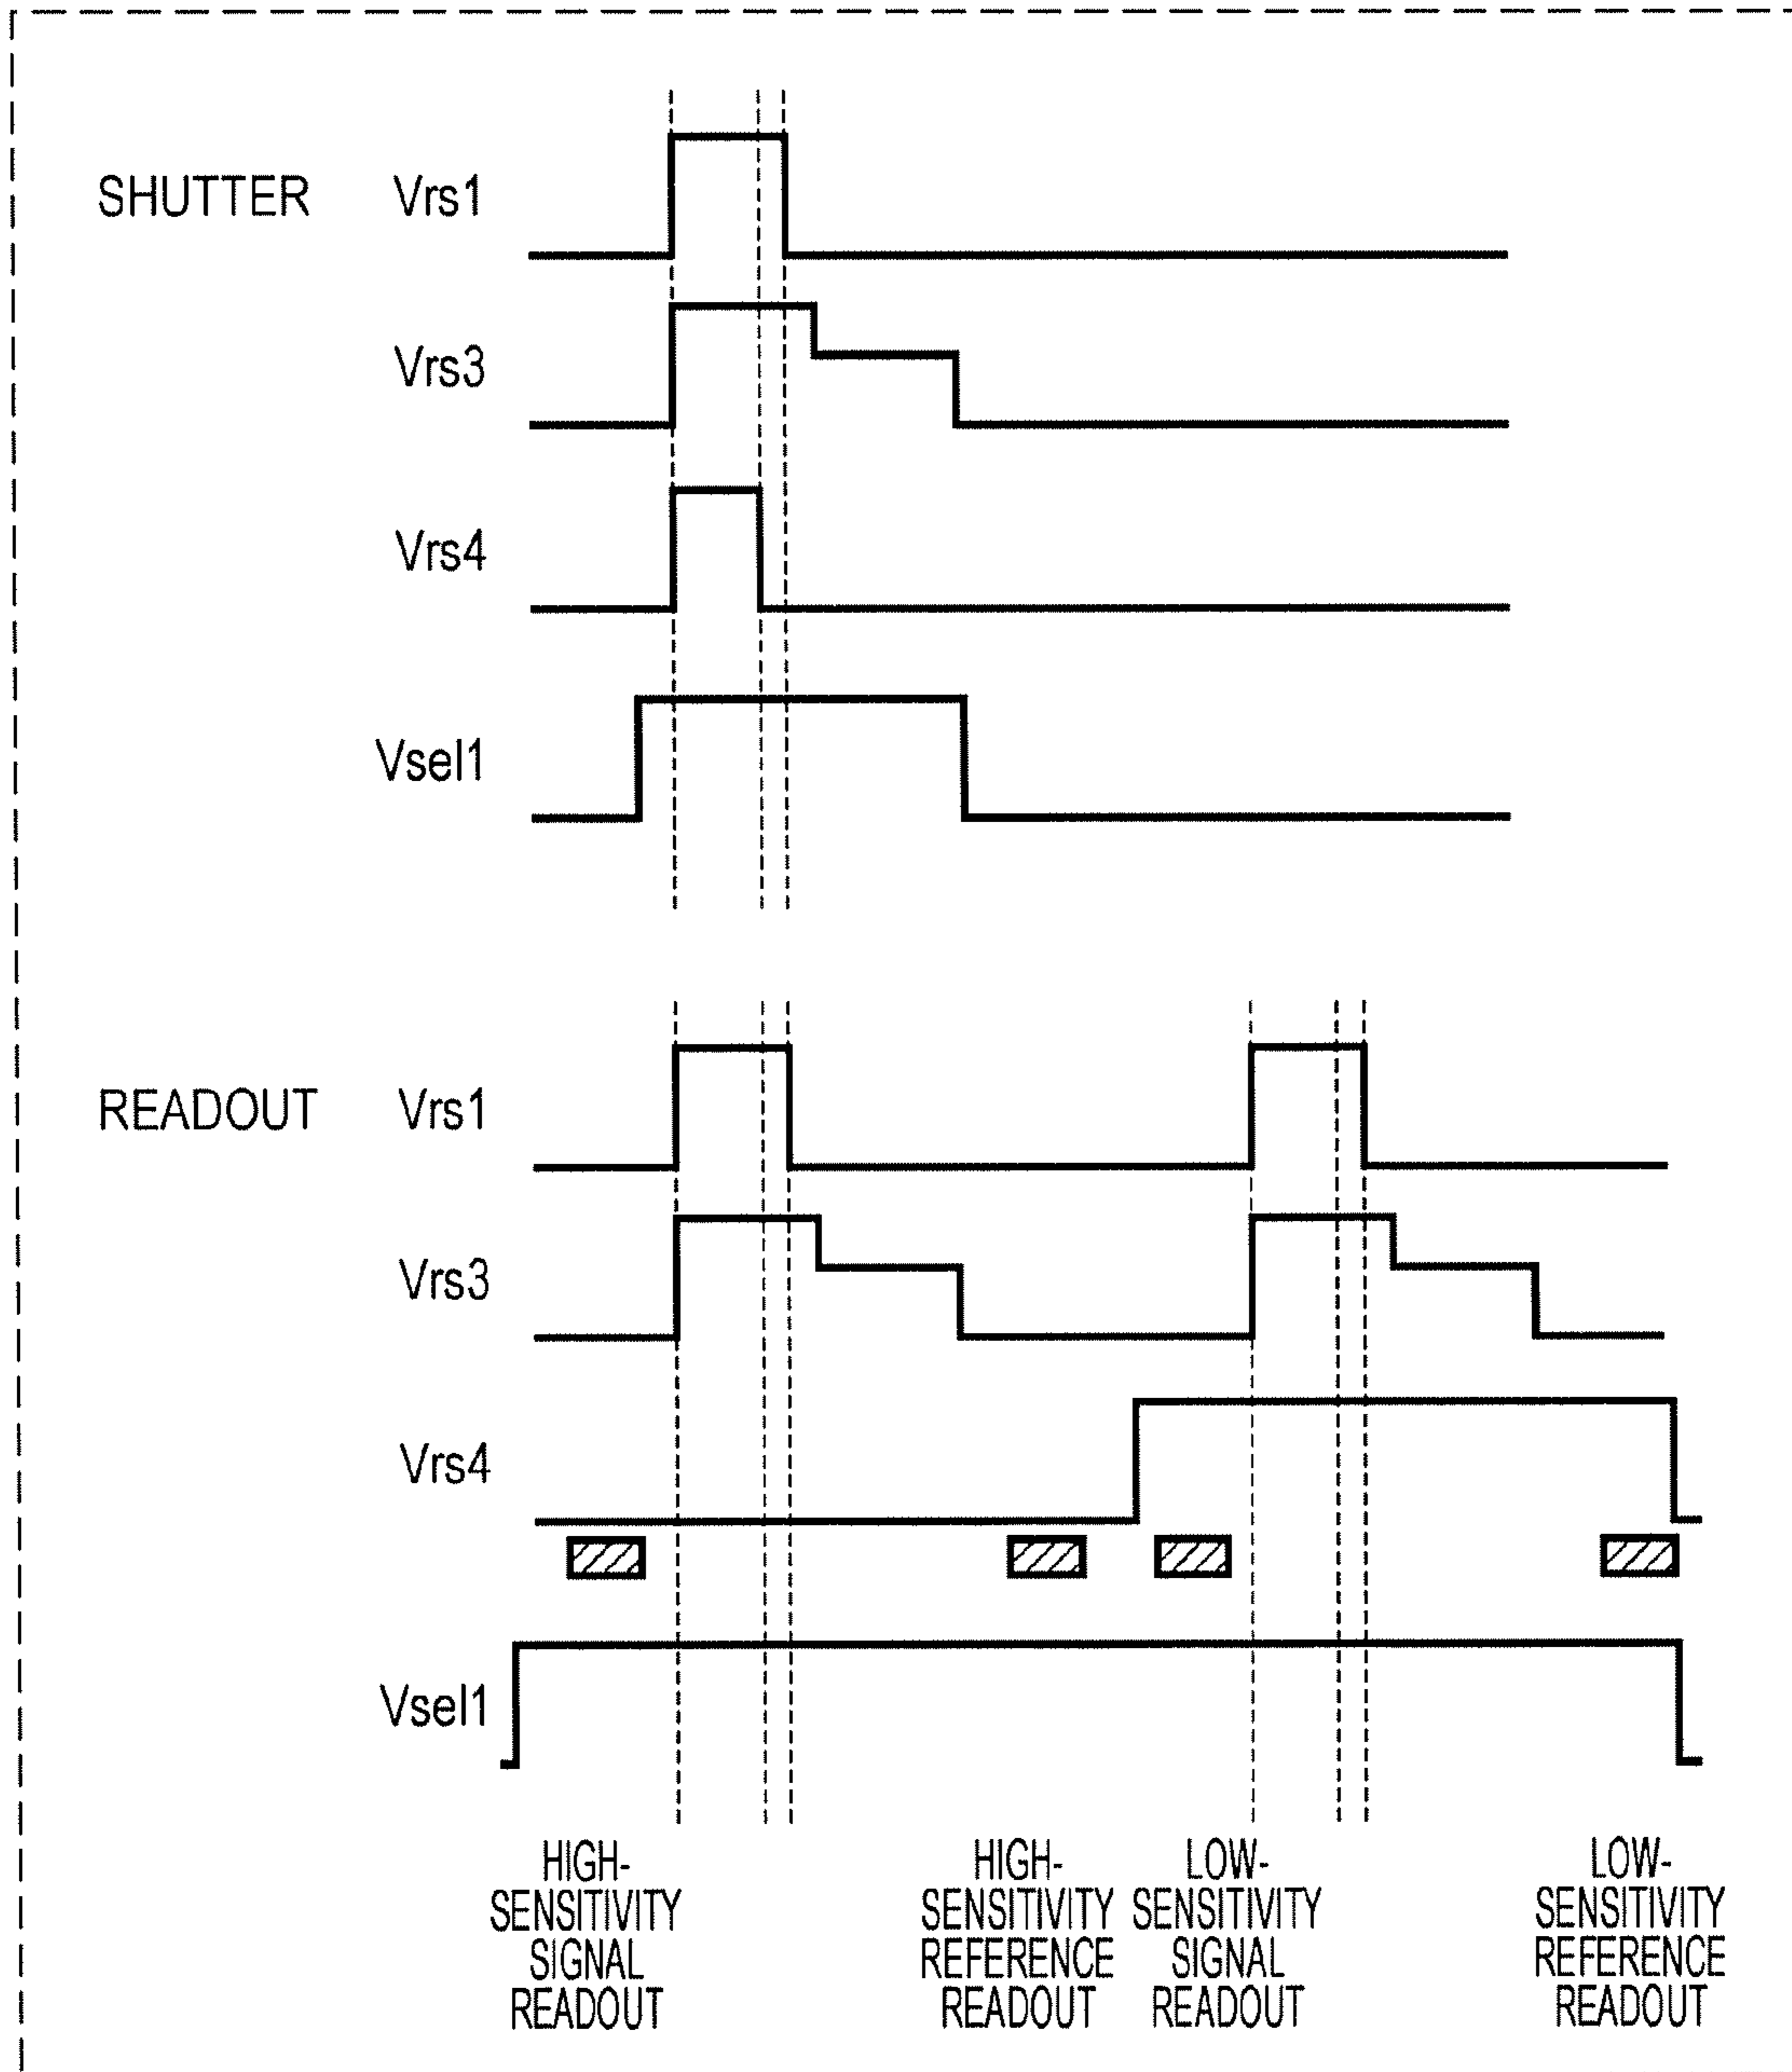 SHUTTER Vrs1
Vrs3
Vrs4
Vsel1
READOUT Vrs1
Vrs3
Vrs4
Vsel1
HIGH-
SENSITIVITY
SIGNAL
READOUT
HIGH-
SENSITIVITY
REFERENCE
READOUT
LOW-
SENSITIVITY
SIGNAL
READOUT
LOW-
SENSITIVITY
REFERENCE
READOUT